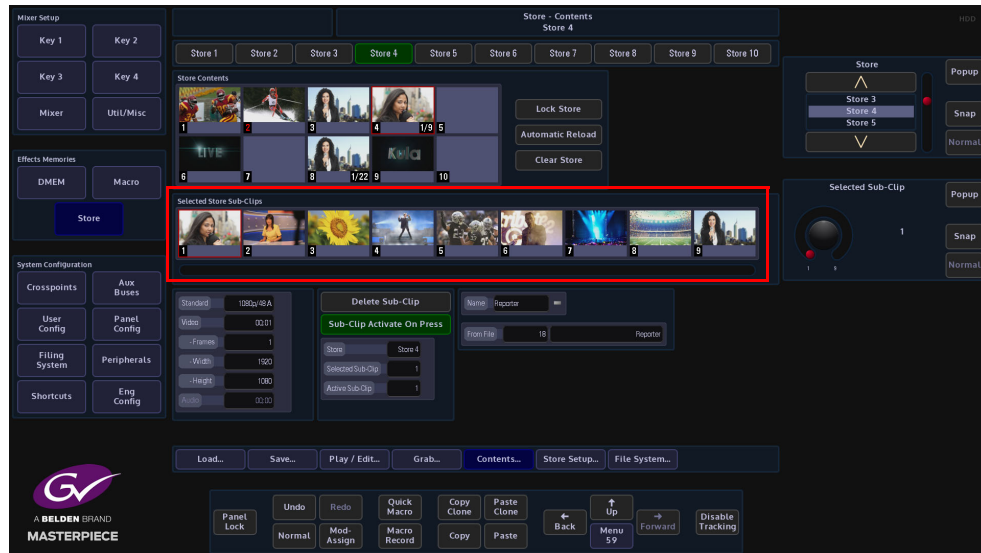 Mixer Setup
Key 1
Key 2
Key 3
Key 4
Mixer
Util/Misc
Effects Memories
DMEM
Macro
Store
System Configuration
Crosspoints
Aux
Buses
User
Config
Panel
Config
Filing
System
Peripherals
Shortcuts
Eng
Config
GV
A BELDEN BRAND
MASTERPIECE
Store - Contents
Store 4
HDD
Store 1
Store 2
Store 3
Store 4
Store 5
Store 6
Store 7
Store 8
Store 9
Store 10
Store Contents
1
2
3
4
1/9
5
LIVE
Kula
6
7
8
1/22
9
10
Lock Store
Automatic Reload
Clear Store
Selected Store Sub-Clips
1
2
3
4
5
6
7
8
9
Standard
1080p/48 A
Video
00:01
- Frames
1
- Width
1920
- Height
1080
Audio
00:00
Delete Sub-Clip
Sub-Clip Activate On Press
Store
Store 4
Selected Sub-Clip
1
Active Sub-Clip
1
Name
Reporter
From File
18
Reporter
Store
Store 3
Store 4
Store 5
Popup
Snap
Normal
Selected Sub-Clip
1
Popup
Snap
Normal
Load...
Save...
Play / Edit...
Grab...
Contents...
Store Setup...
File System...
Panel
Lock
Undo
Redo
Quick
Macro
Copy
Clone
Paste
Clone
Normal
Mod-
Assign
Macro
Record
Copy
Paste
Back
Up
Menu
59
Forward
Disable
Tracking